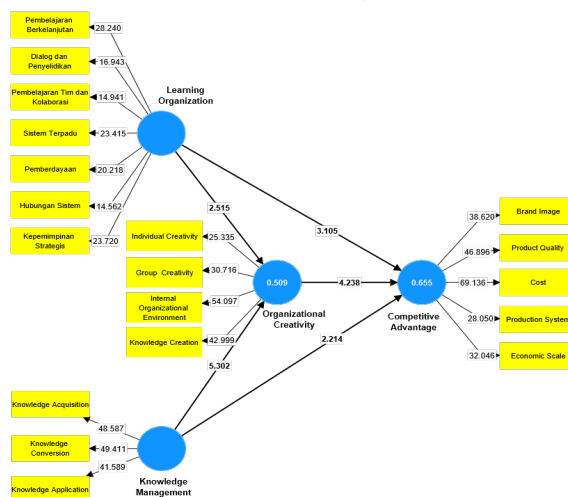 Pembelajaran
Berkelanjutan
28.240
Dialog dan
Penyelidikan
16.943
Pembelajaran Tim dan
Kolaborasi
14.941
Sistem Terpadu
23.415
Pemberdayaan
20.218
Hubungan Sistem
14.562
Kepemimpinan
Strategis
23.720
Learning
Organization
2.515
3.105
Individual Creativity
25.335
Group Creativity
30.716
Internal
Organizational
Environment
54.097
Knowledge Creation
42.999
0.509
Organizational
Creativity
4.238
0.655
Competitive
Advantage
38.620
Brand Image
46.896
Product Quality
69.136
Cost
28.050
Production System
32.046
Economic Scale
5.302
2.214
Knowledge Acquisition
48.587
Knowledge
Conversion
49.411
41.589
Knowledge Application
Knowledge
Management